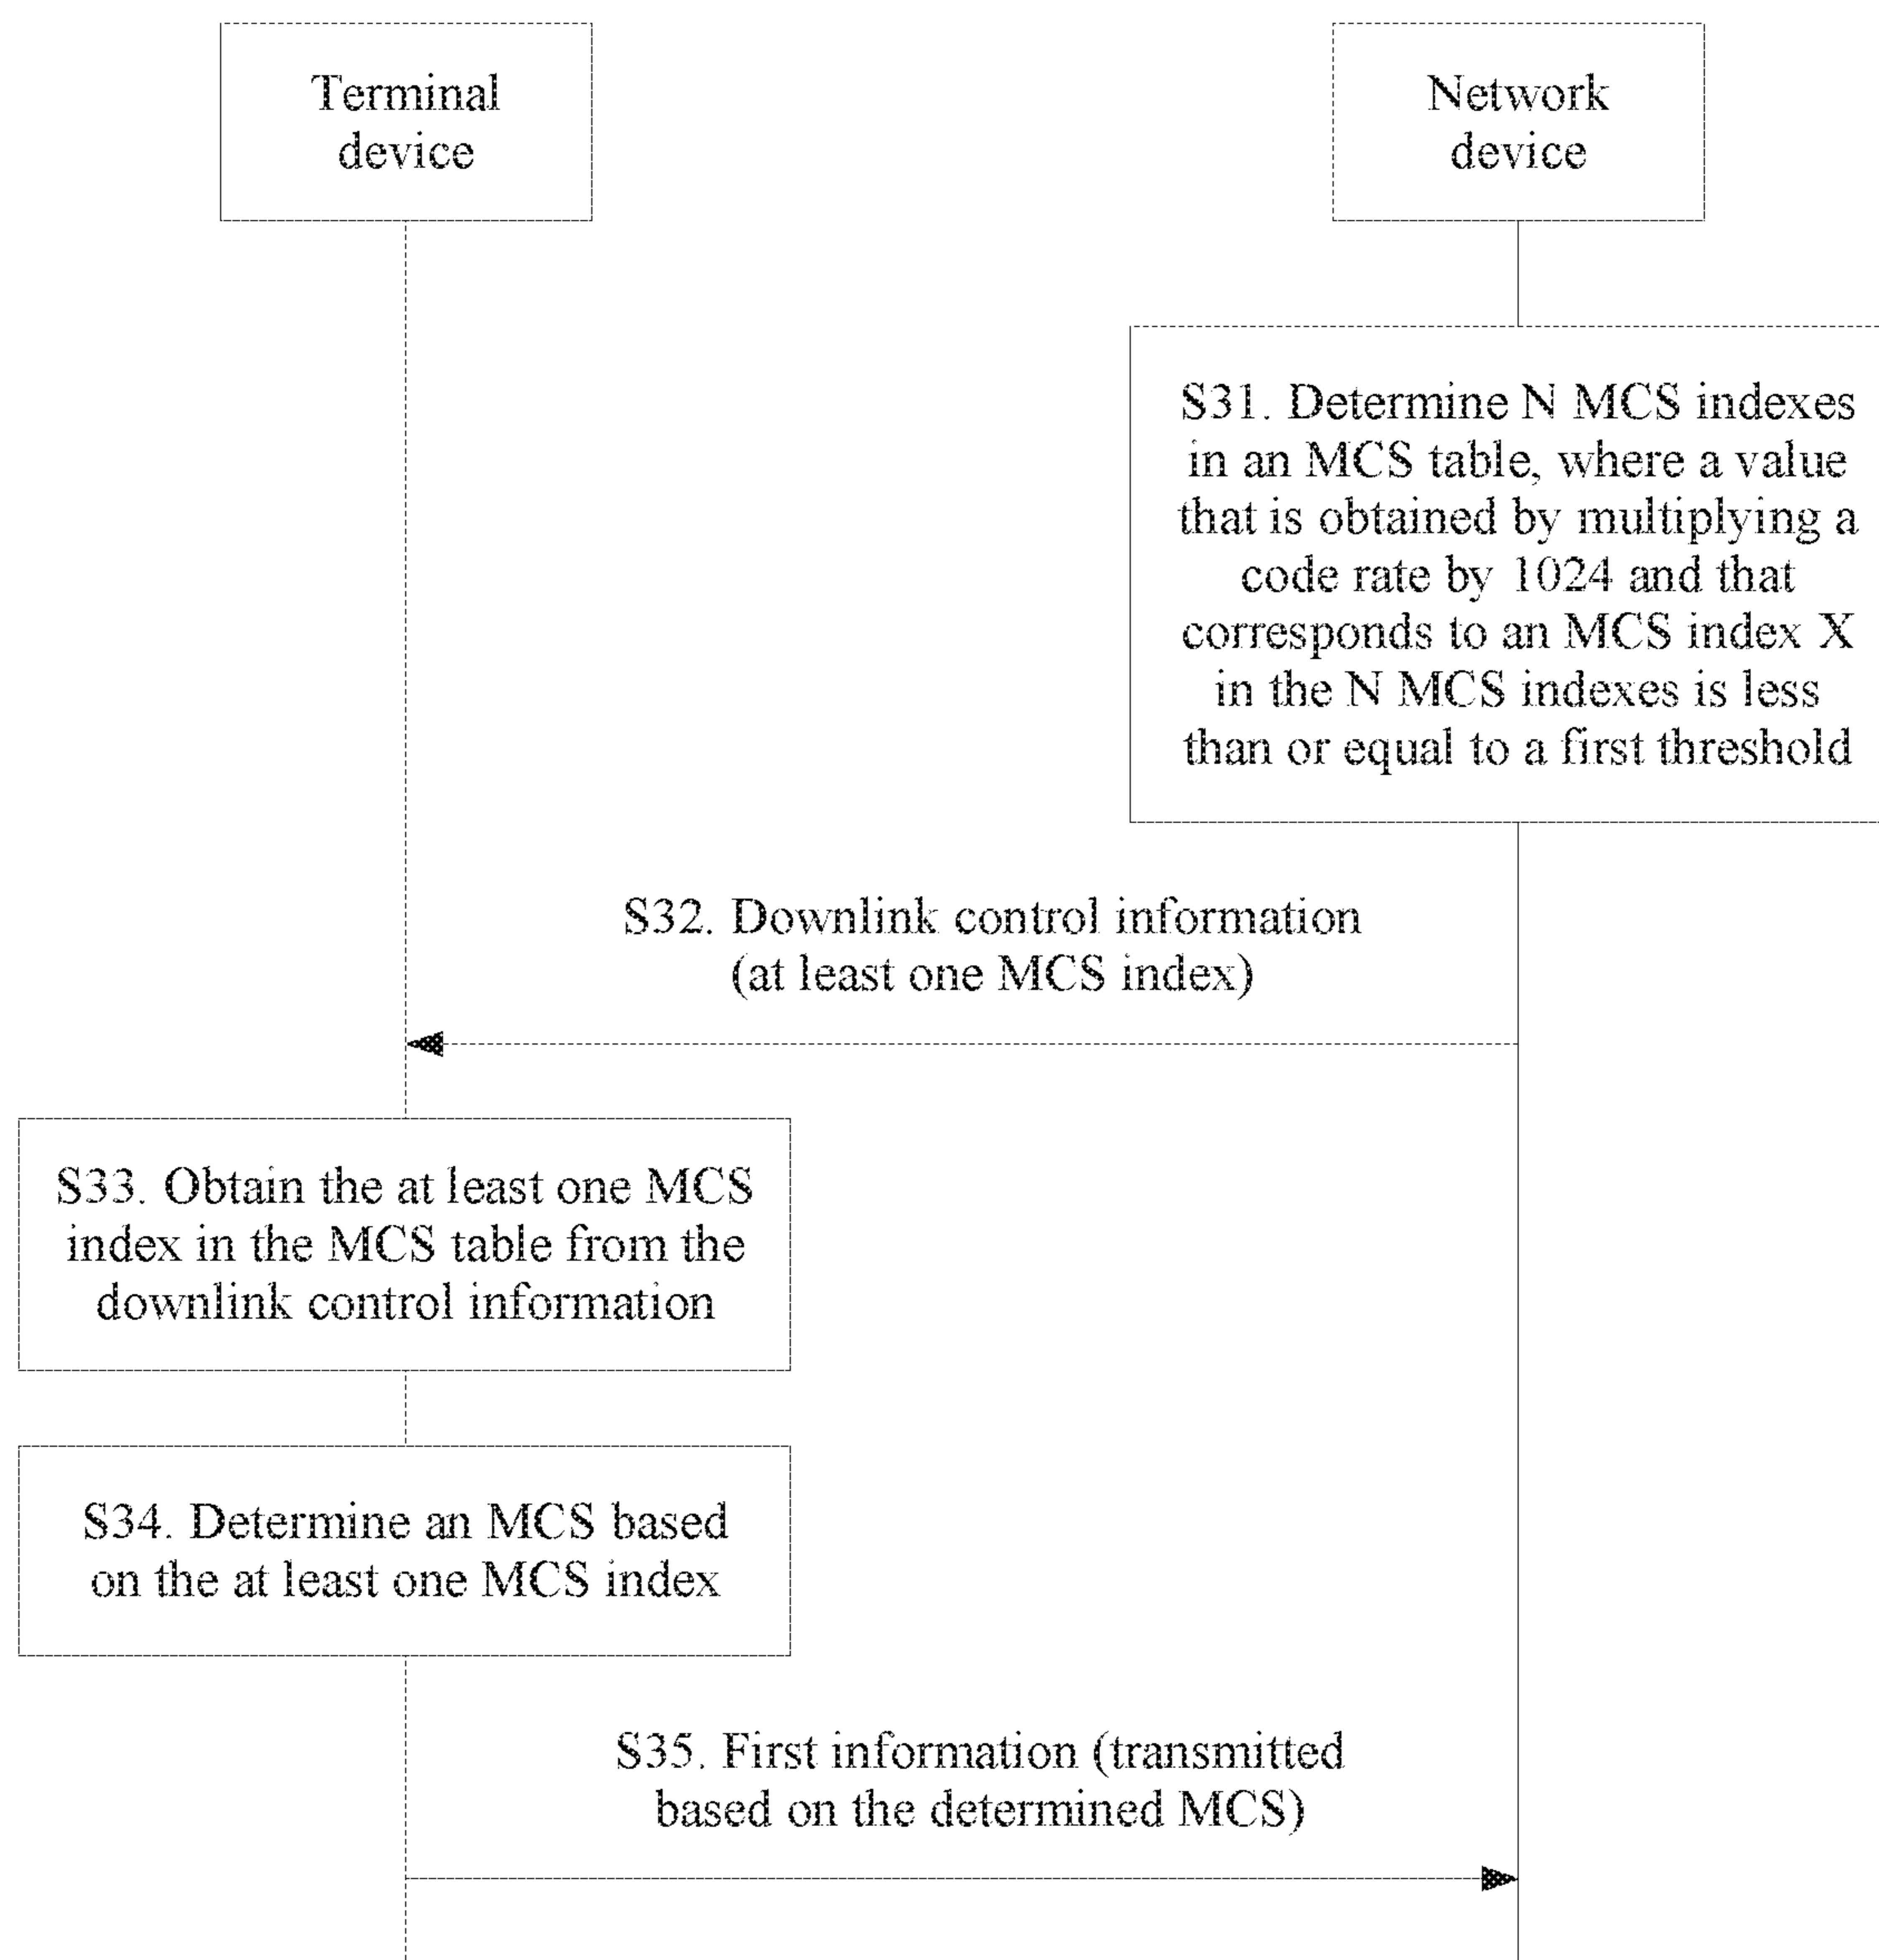 Terminal
device
Network
device
S31. Determine N MCS indexes
in an MCS table, where a value
that is obtained by multiplying a
code rate by 1024 and that
corresponds to an MCS index X
in the N MCS indexes is less
than or equal to a first threshold
S32. Downlink control information
(at least one MCS index)
S33. Obtain the at least one MCS
index in the MCS table from the
downlink control information
S34. Determine an MCS based
on the at least one MCS index
S35. First information (transmitted
based on the determined MCS)